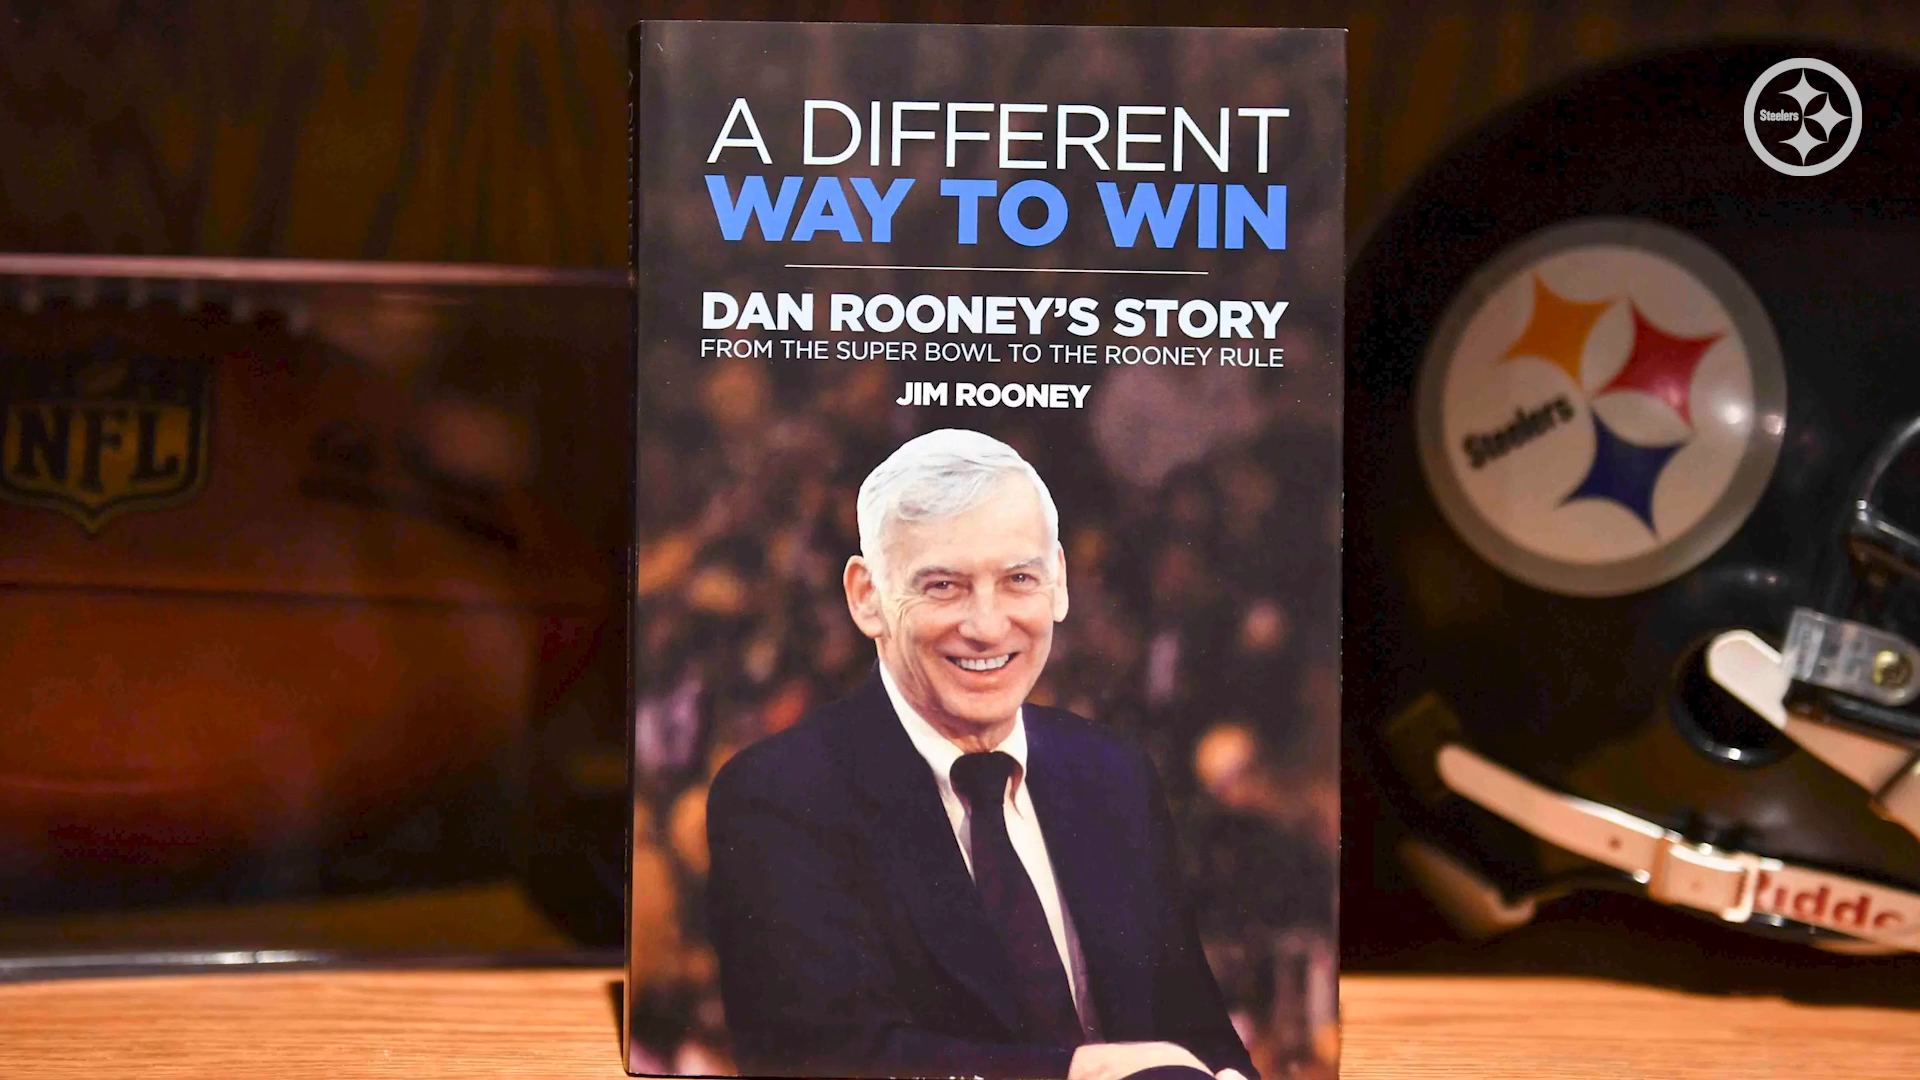 A DIFFERENT
WAY TO WIN
DAN ROONEY'S STORY
FROM THE SUPER BOWL TO THE ROONEY RULE
JIM ROONEY
NFL
Steelers
Steelers